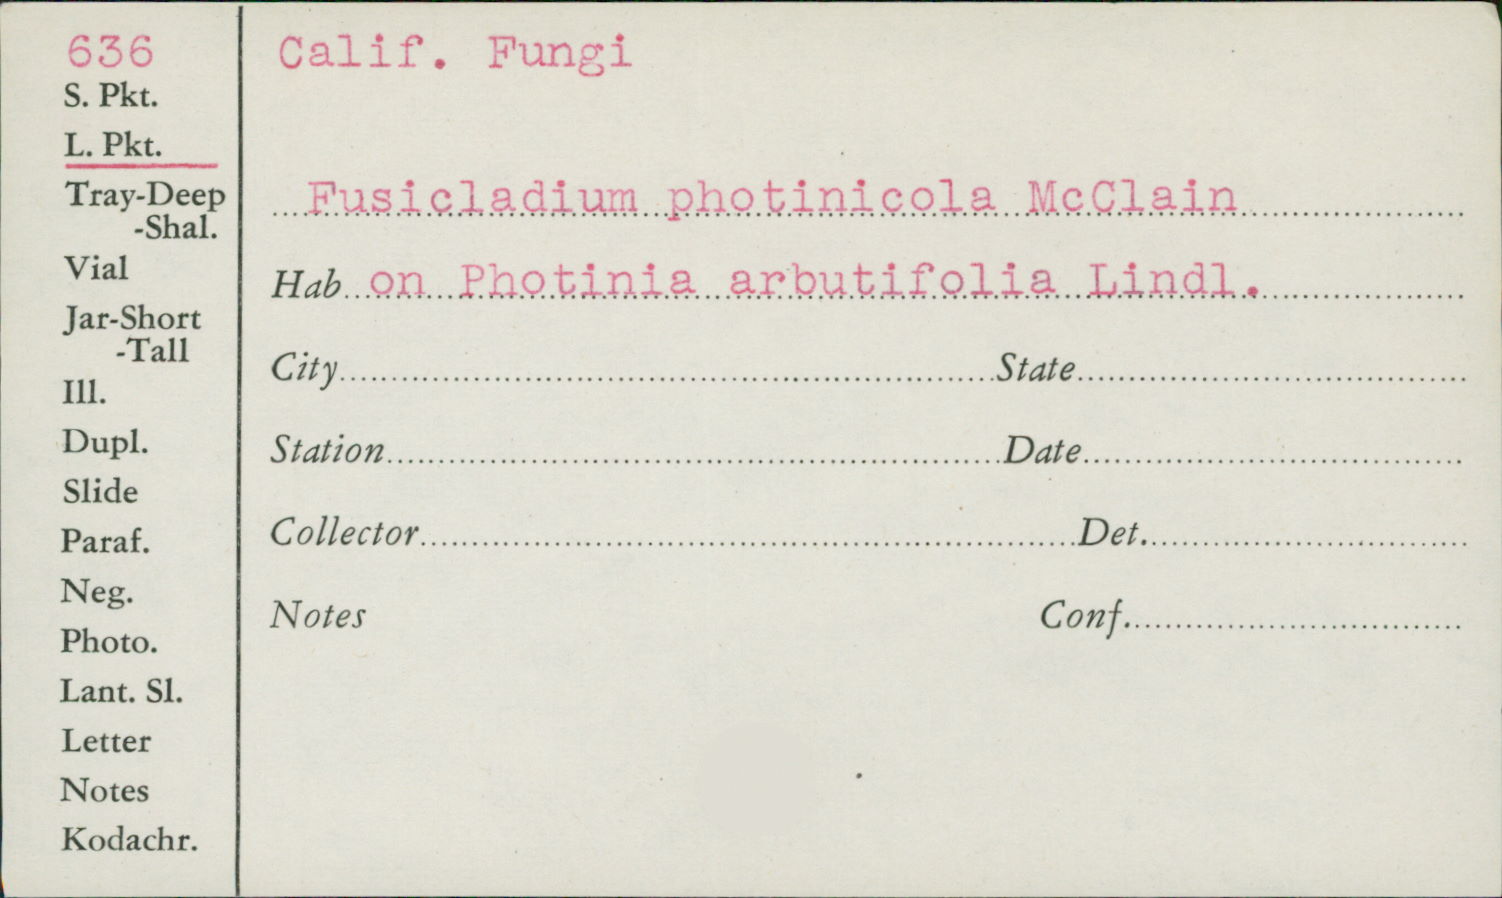 636
S. Pkt.
L. Pkt.
Tray-Deep
-Shal.
Vial
Jar-Short
-Tall
Ill.
Dupl.
Slide
Paraf.
Neg.
Photo.
Lant. Sl.
Letter
Notes
Kodachr.
Calif. Fungi
Fusicladium photinicola McClain
Hab on Photinia arbutifolia Lindl.
City State
Station Date
Collector Det.
Notes Conf.